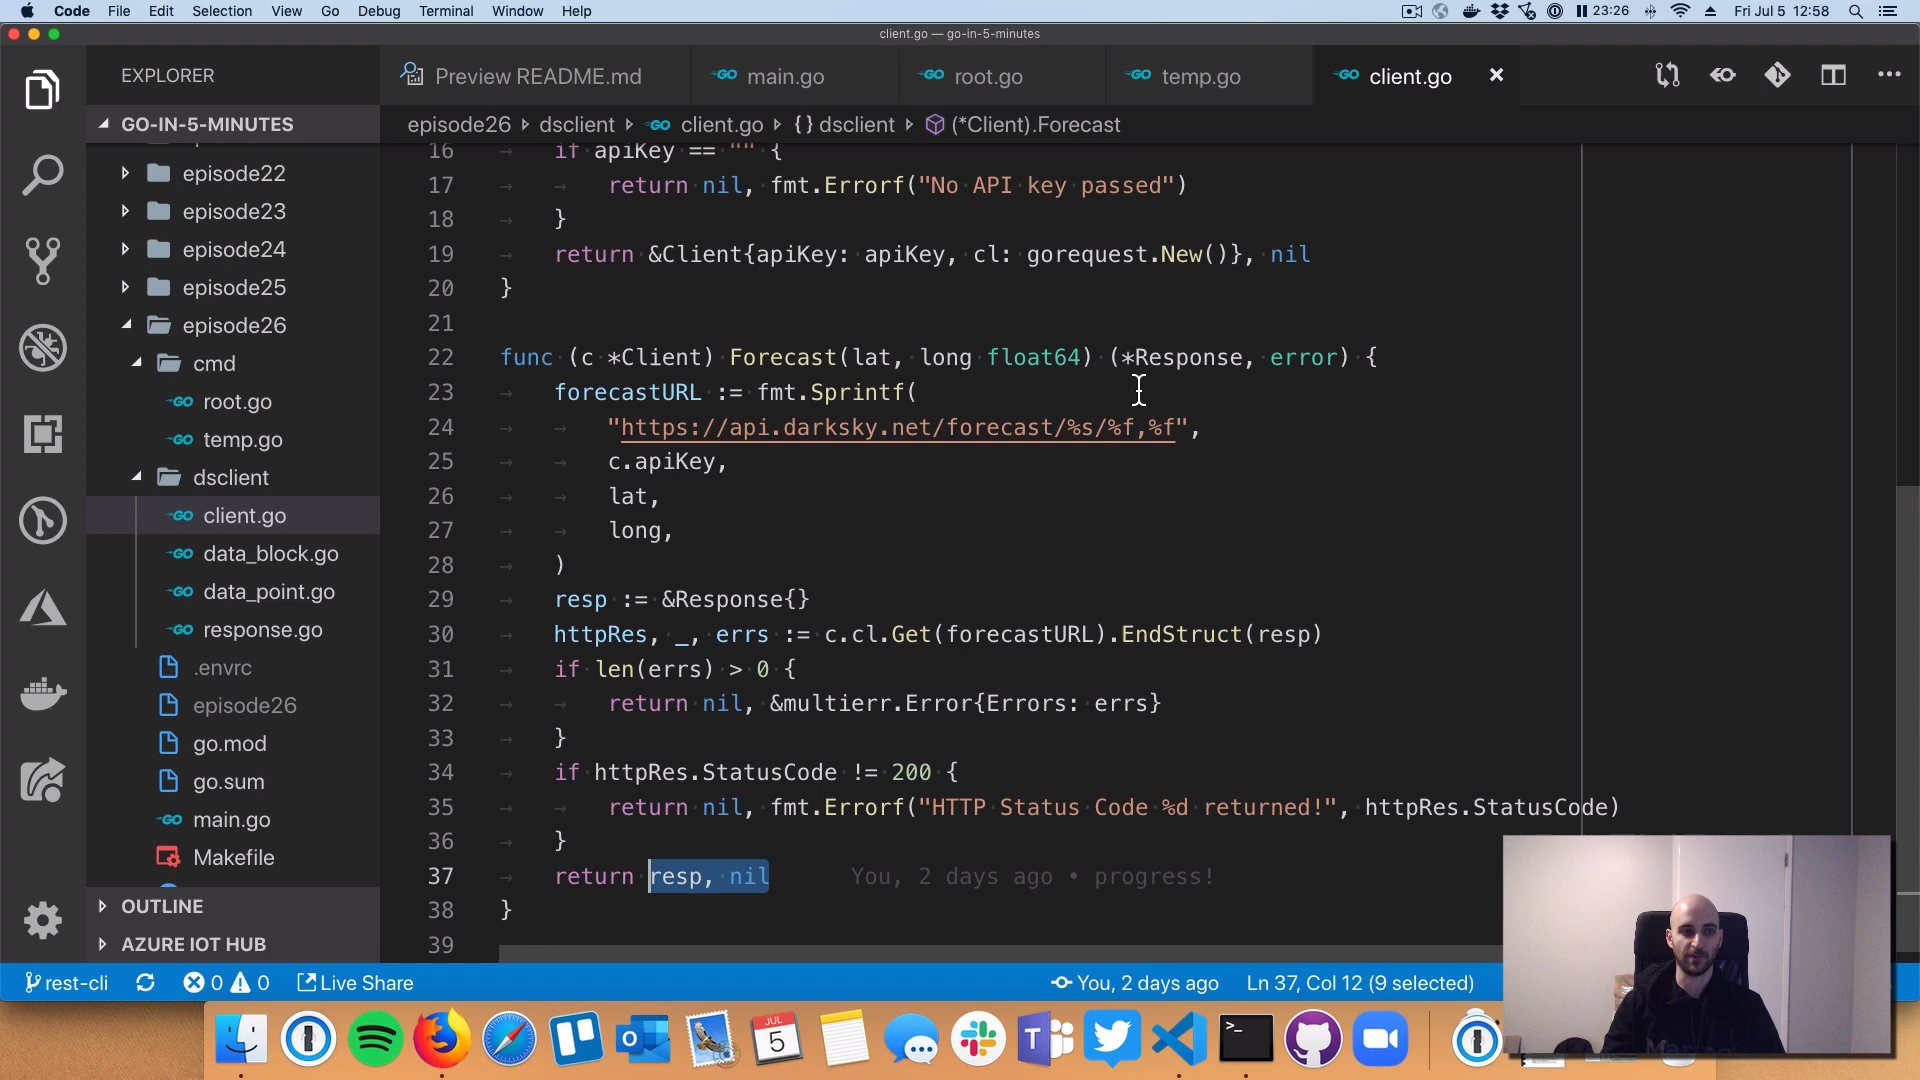 Code File Edit Selection View Go Debug Terminal Window Help 23:26 Fri Jul 5 12:58
client.go — go-in-5-minutes
EXPLORER
Preview README.md main.go root.go temp.go client.go
GO-IN-5-MINUTES
episode26 dsclient client.go {} dsclient (*Client).Forecast
episode22
episode23
episode24
episode25
episode26
cmd
root.go
temp.go
dsclient
client.go
data_block.go
data_point.go
response.go
.envrc
episode26
go.mod
go.sum
main.go
Makefile
OUTLINE
AZURE IOT HUB
16 if apiKey == "" {
17 return nil, fmt.Errorf("No API key passed")
18 }
19 return &Client{apiKey: apiKey, cl: gorequest.New()}, nil
20 }
21
22 func (c *Client) Forecast(lat, long float64) (*Response, error) {
23 forecastURL := fmt.Sprintf(
24 "https://api.darksky.net/forecast/%s/%f,%f",
25 c.apiKey,
26 lat,
27 long,
28 )
29 resp := &Response{}
30 httpRes, _, errs := c.cl.Get(forecastURL).EndStruct(resp)
31 if len(errs) > 0 {
32 return nil, &multierr.Error{Errors: errs}
33 }
34 if httpRes.StatusCode != 200 {
35 return nil, fmt.Errorf("HTTP Status Code %d returned!", httpRes.StatusCode)
36 }
37 return resp, nil You, 2 days ago • progress!
38 }
39
rest-cli 0 0 Live Share You, 2 days ago Ln 37, Col 12 (9 selected)
JUL
5